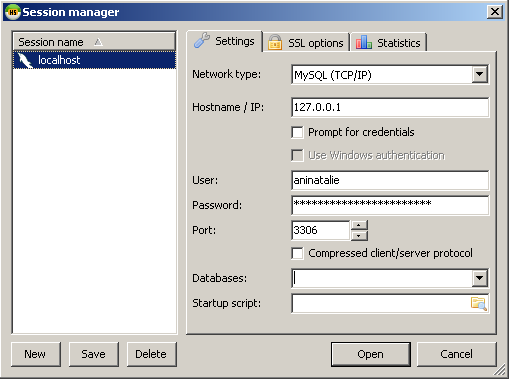 HS Session manager
Session name
localhost
Settings
SSL options
Statistics
Network type:
MySQL (TCP/IP)
Hostname / IP:
127.0.0.1
Prompt for credentials
Use Windows authentication
User:
aninatalie
Password:
***********************
Port:
3306
Compressed client/server protocol
Databases:
Startup script:
New
Save
Delete
Open
Cancel